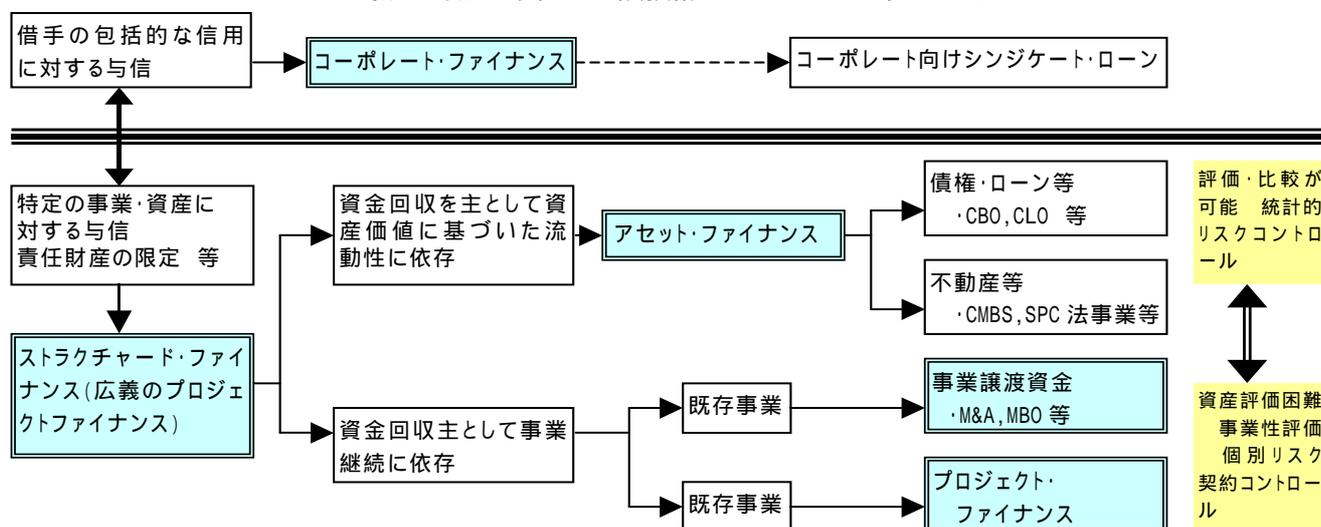 借手の包括的な信用
に対する与信
コーポレート・ファイナンス
コーポレート向けシンジケート・ローン
特定の事業・資産に
対する与信
責任財産の限定 等
資金回収を主として資
産価値に基づいた流
動性に依存
アセット・ファイナンス
債権・ローン等
・CBO,CLO 等
不動産等
・CMBS,SPC 法事業等
評価・比較が
可能 統計的
リスクコントロ
ール
ストラクチャード・ファイ
ナンス(広義のプロジェ
クトファイナンス)
資金回収主として事業
継続に依存
既存事業
事業譲渡資金
・M&A,MBO 等
既存事業
プロジェクト・
ファイナンス
資産評価困難
事業性評価
個別リスク
契約コントロー
ル